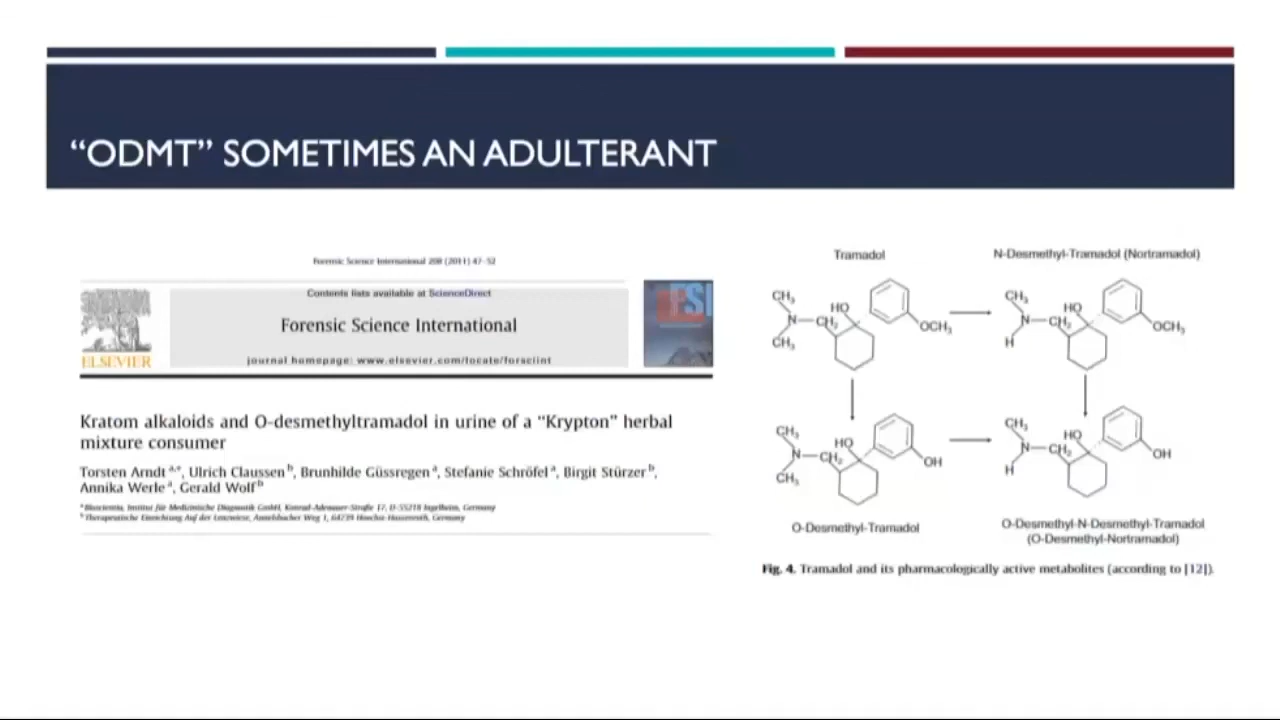 “ODMT” SOMETIMES AN ADULTERANT
Forensic Science International 208 (2011) 47–52
Contents lists available at ScienceDirect
Forensic Science International
journal homepage: www.elsevier.com/locate/forsciint
ELSEVIER
FSI
Kratom alkaloids and O-desmethyltramadol in urine of a “Krypton” herbal
mixture consumer
Torsten Arndt a,*, Ulrich Claussen b, Brunhilde Güssregen a, Stefanie Schröfel a, Birgit Stürzer b,
Annika Werle a, Gerald Wolf b
a Bioscientia, Institut für Medizinische Diagnostik GmbH, Konrad-Adenauer-Straße 17, D-55218 Ingelheim, Germany
b Therapeutische Einrichtung Auf der Lenzwiese, Weg 1, 64739 Germany
Tramadol
CH3
N
CH3
CH2
HO
OCH3
N-Desmethyl-Tramadol (Nortramadol)
CH3
N
H
CH2
HO
OCH3
CH3
N
CH3
CH2
HO
OH
O-Desmethyl-Tramadol
CH3
N
H
CH2
HO
OH
O-Desmethyl-N-Desmethyl-Tramadol
(O-Desmethyl-Nortramadol)
Fig. 4. Tramadol and its pharmacologically active metabolites (according to [12]).